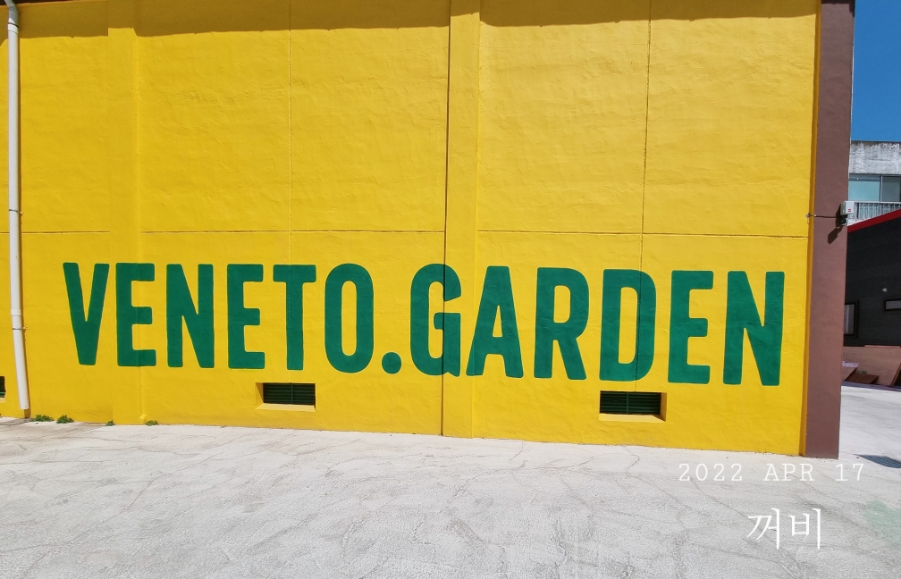 VENETO.GARDEN
2022 APR 17
꺼비